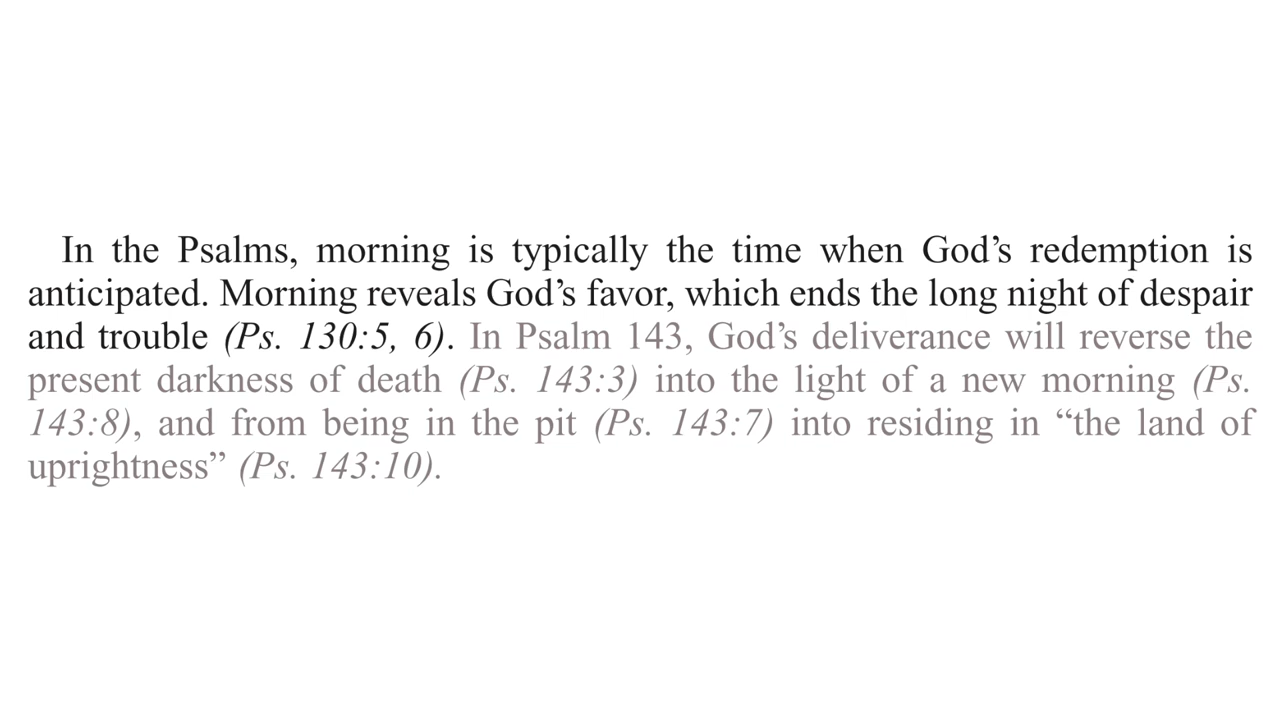 In the Psalms, morning is typically the time when God’s redemption is
anticipated. Morning reveals God’s favor, which ends the long night of despair
and trouble (Ps. 130:5, 6). In Psalm 143, God’s deliverance will reverse the
present darkness of death (Ps. 143:3) into the light of a new morning (Ps.
143:8), and from being in the pit (Ps. 143:7) into residing in “the land of
uprightness” (Ps. 143:10).